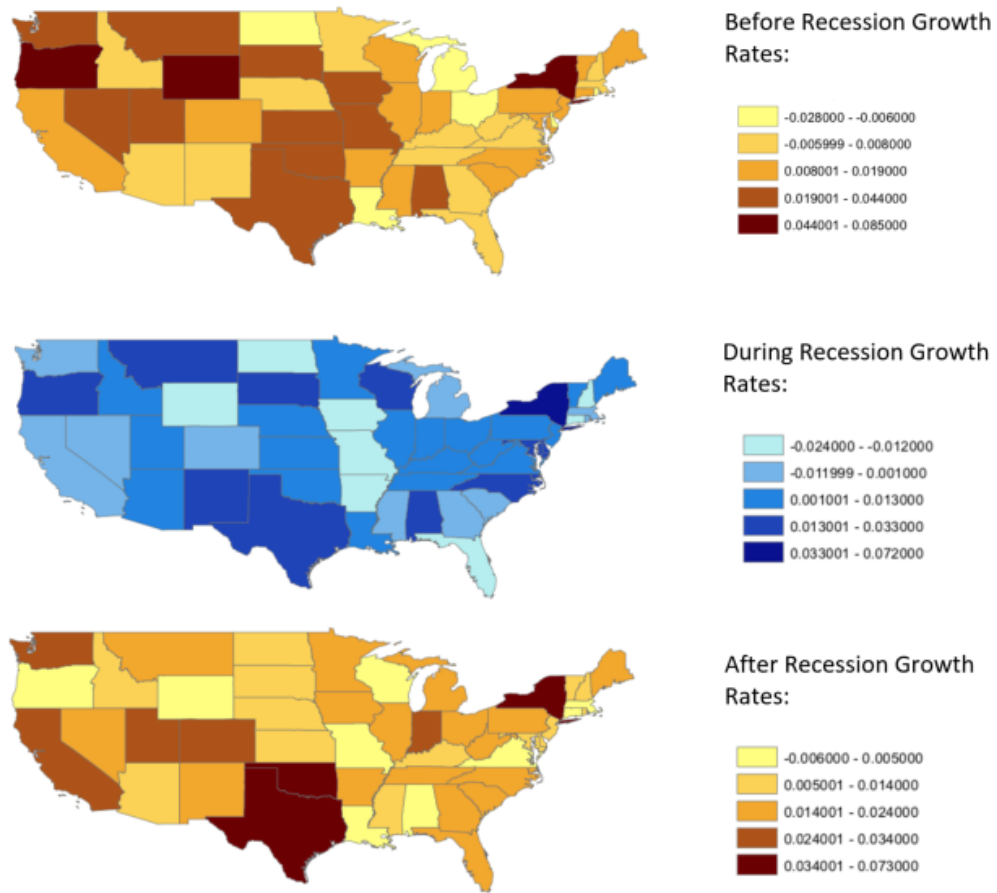 Before Recession Growth
Rates:
-0.028000 - -0.006000
-0.005999 - 0.008000
0.008001 - 0.019000
0.019001 - 0.044000
0.044001 - 0.085000
During Recession Growth
Rates:
-0.024000 - -0.012000
-0.011999 - 0.001000
0.001001 - 0.013000
0.013001 - 0.033000
0.033001 - 0.072000
After Recession Growth
Rates:
-0.006000 - 0.005000
0.005001 - 0.014000
0.014001 - 0.024000
0.024001 - 0.034000
0.034001 - 0.073000